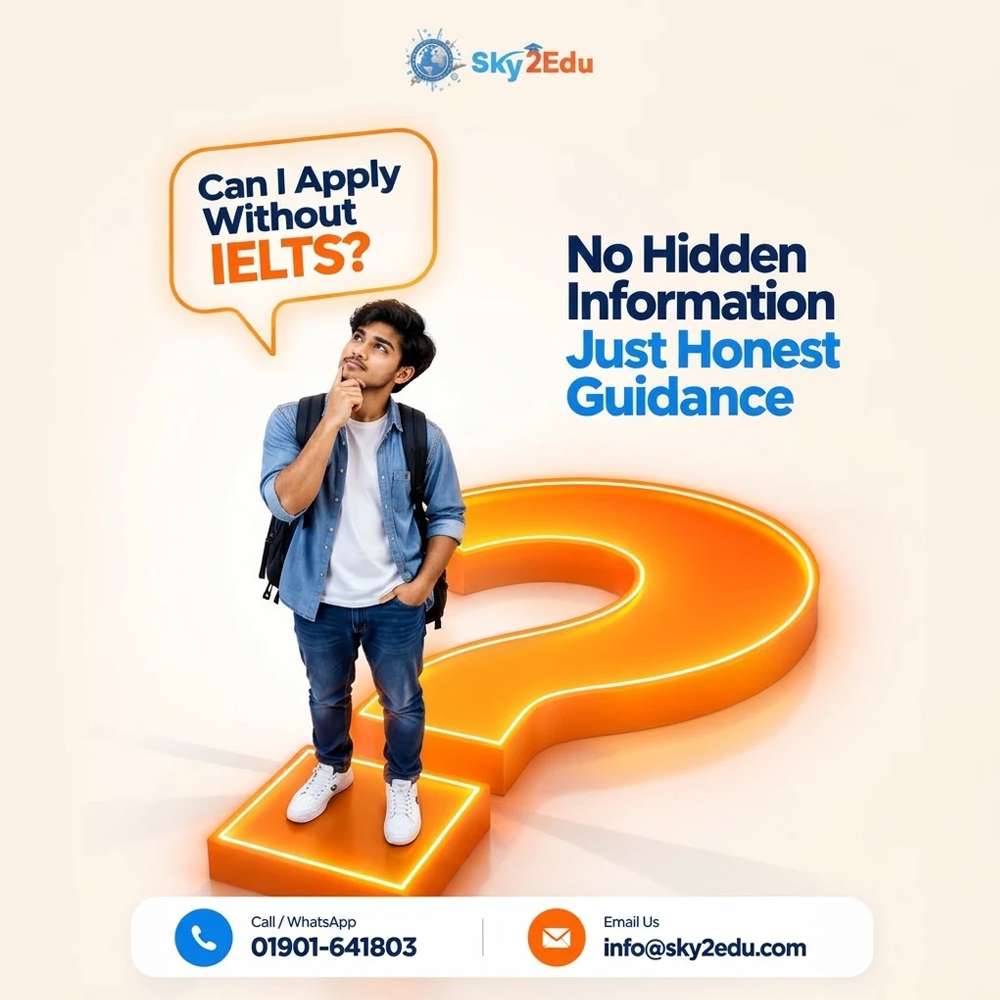 Sky2Edu
Can I Apply
Without
IELTS?
No Hidden
Information
Just Honest
Guidance
Call / WhatsApp
01901-641803
Email Us
info@sky2edu.com